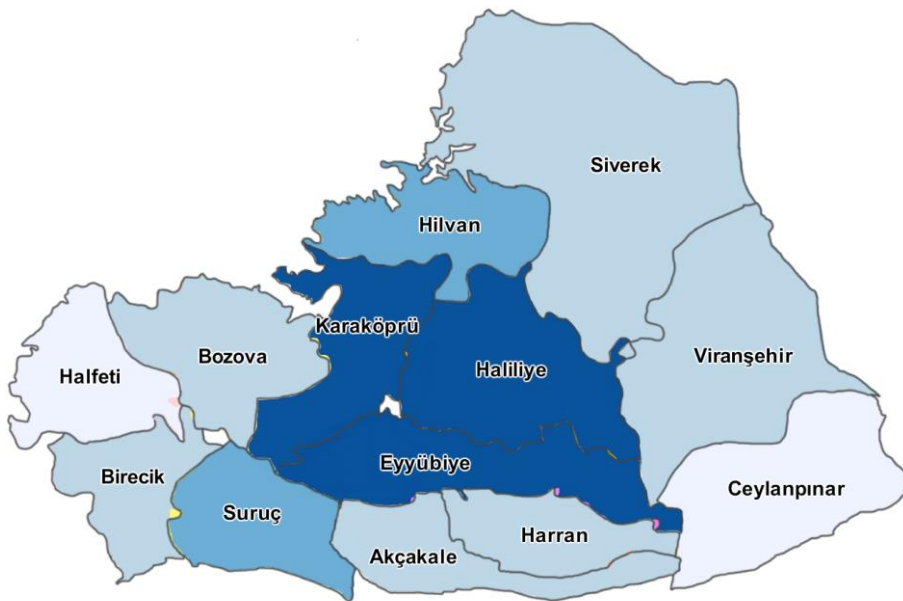 Siverek
Hilvan
Karaköprü
Bozova
Viranşehir
Haliliye
Halfeti
Eyyübiye
Birecik
Ceylanpınar
Suruç
Harran
Akçakale